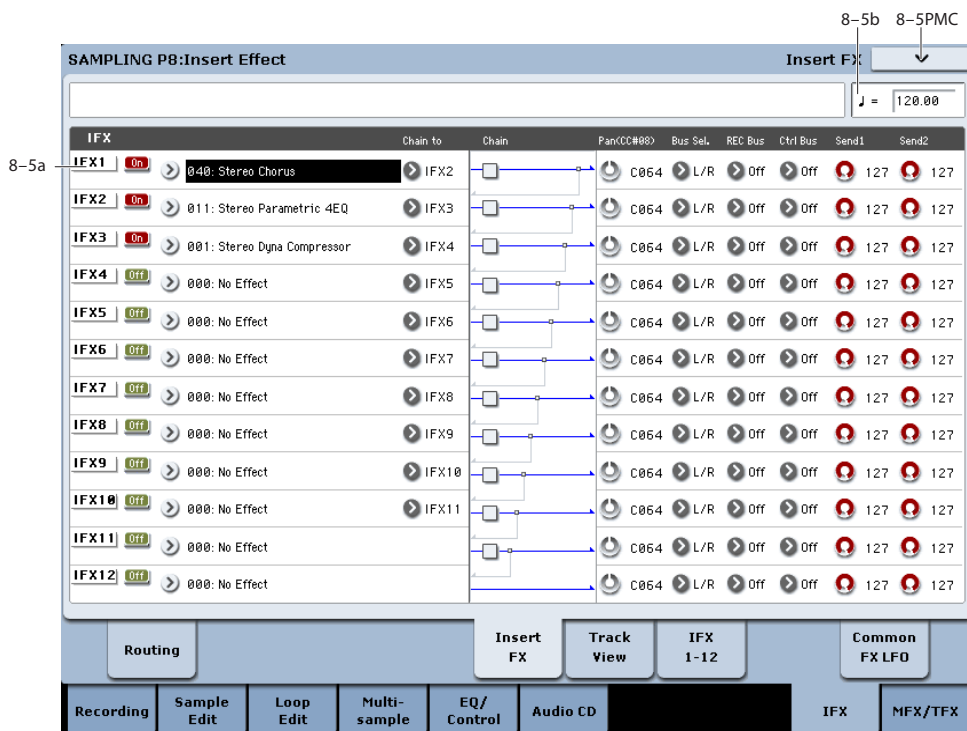 8–5b 8–5PMC
SAMPLING P8:Insert Effect Insert FX
♩ = 120.00
IFX Chain to Chain Pan(CC#08) Bus Sel. REC Bus Ctrl Bus Send1 Send2
8–5a
IFX1 On 040: Stereo Chorus IFX2 C064 L/R Off Off 127 127
IFX2 On 011: Stereo Parametric 4EQ IFX3 C064 L/R Off Off 127 127
IFX3 On 001: Stereo Dyna Compressor IFX4 C064 L/R Off Off 127 127
IFX4 Off 000: No Effect IFX5 C064 L/R Off Off 127 127
IFX5 Off 000: No Effect IFX6 C064 L/R Off Off 127 127
IFX6 Off 000: No Effect IFX7 C064 L/R Off Off 127 127
IFX7 Off 000: No Effect IFX8 C064 L/R Off Off 127 127
IFX8 Off 000: No Effect IFX9 C064 L/R Off Off 127 127
IFX9 Off 000: No Effect IFX10 C064 L/R Off Off 127 127
IFX10 Off 000: No Effect IFX11 C064 L/R Off Off 127 127
IFX11 Off 000: No Effect C064 L/R Off Off 127 127
IFX12 Off 000: No Effect C064 L/R Off Off 127 127
Routing
Insert
FX
Track
View
IFX
1-12
Common
FX LFO
Recording
Sample
Edit
Loop
Edit
Multi-
sample
EQ/
Control
Audio CD
IFX
MFX/TFX